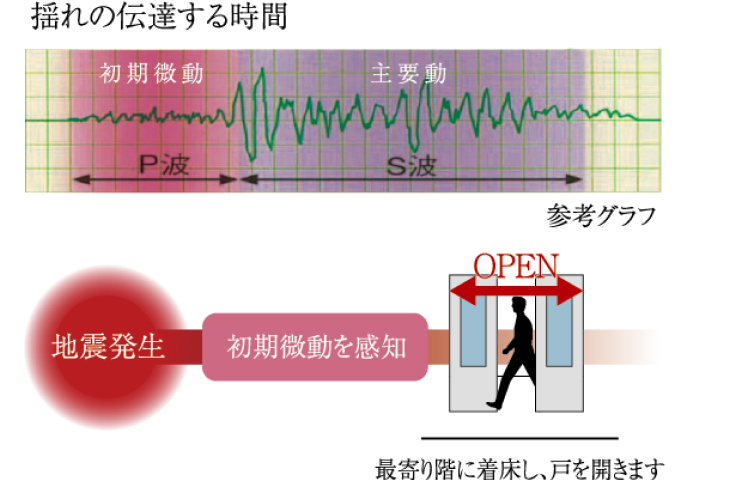 揺れの伝達する時間
初期微動 主要動
P波 S波
参考グラフ
OPEN
地震発生 初期微動を感知
最寄り階に着床し、戸を開きます